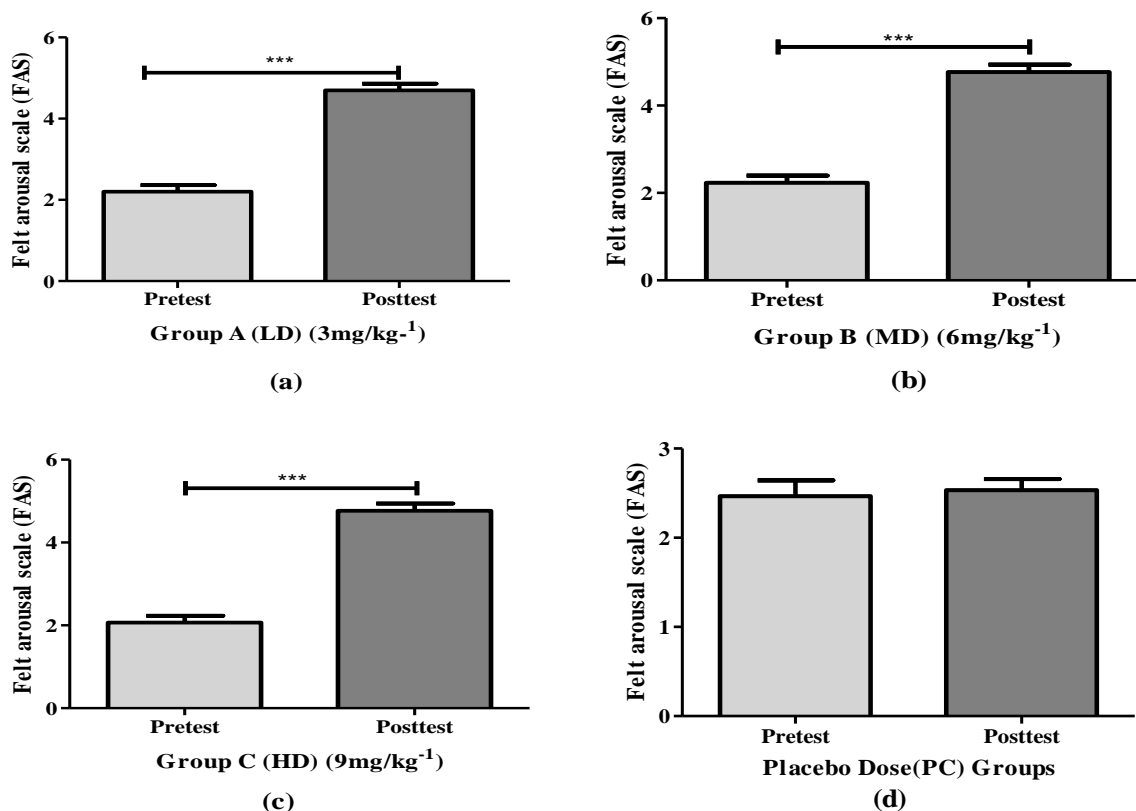 Felt arousal scale (FAS)
6
4
2
0
***
Pretest
Posttest
Group A (LD) (3mg/kg-¹)
(a)
Felt arousal scale (FAS)
6
4
2
0
***
Pretest
Posttest
Group B (MD) (6mg/kg⁻¹)
(b)
Felt arousal scale (FAS)
6
4
2
0
***
Pretest
Posttest
Group C (HD) (9mg/kg⁻¹)
(c)
Felt arousal scale (FAS)
3
2
1
0
Pretest
Posttest
Placebo Dose(PC) Groups
(d)